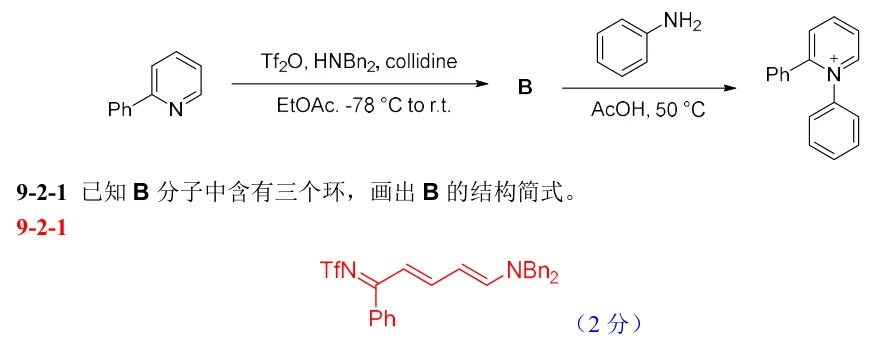 Tf₂O, HNBn₂, collidine
EtOAc. -78 °C to r.t.
Ph
N
B
NH₂
AcOH, 50 °C
Ph
N
+
9-2-1 已知 B 分子中含有三个环，画出 B 的结构简式。
9-2-1
TfN
NBn₂
Ph
（2 分）